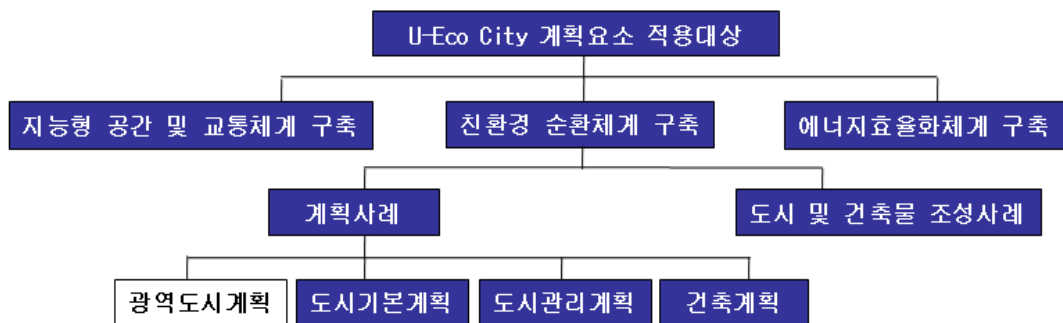 U-Eco City 계획요소 적용대상
지능형 공간 및 교통체계 구축
친환경 순환체계 구축
에너지효율화체계 구축
계획사례
도시 및 건축물 조성사례
광역도시계획
도시기본계획
도시관리계획
건축계획